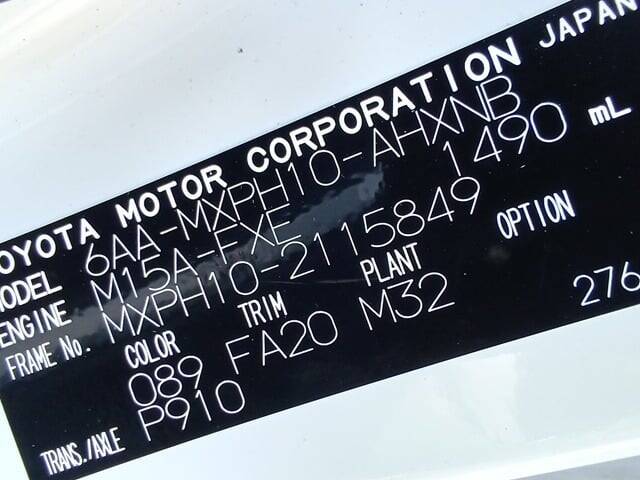 TOYOTA MOTOR CORPORATION JAPAN
MODEL 6AA-MXPH10-AHXNB
ENGINE M15A-FXE 1490 mL
FRAME No. MXPH10-2115849
COLOR TRIM PLANT OPTION
089 FA20 M32 276
TRANS./AXLE P910